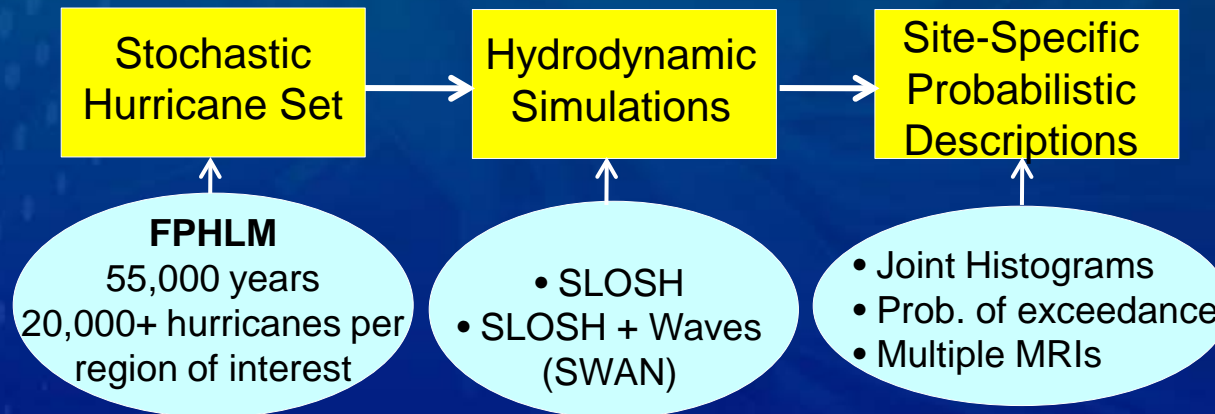 Stochastic
Hurricane Set
Hydrodynamic
Simulations
Site-Specific
Probabilistic
Descriptions
FPHLM
55,000 years
20,000+ hurricanes per
region of interest
• SLOSH
• SLOSH + Waves
(SWAN)
• Joint Histograms
• Prob. of exceedance
• Multiple MRIs